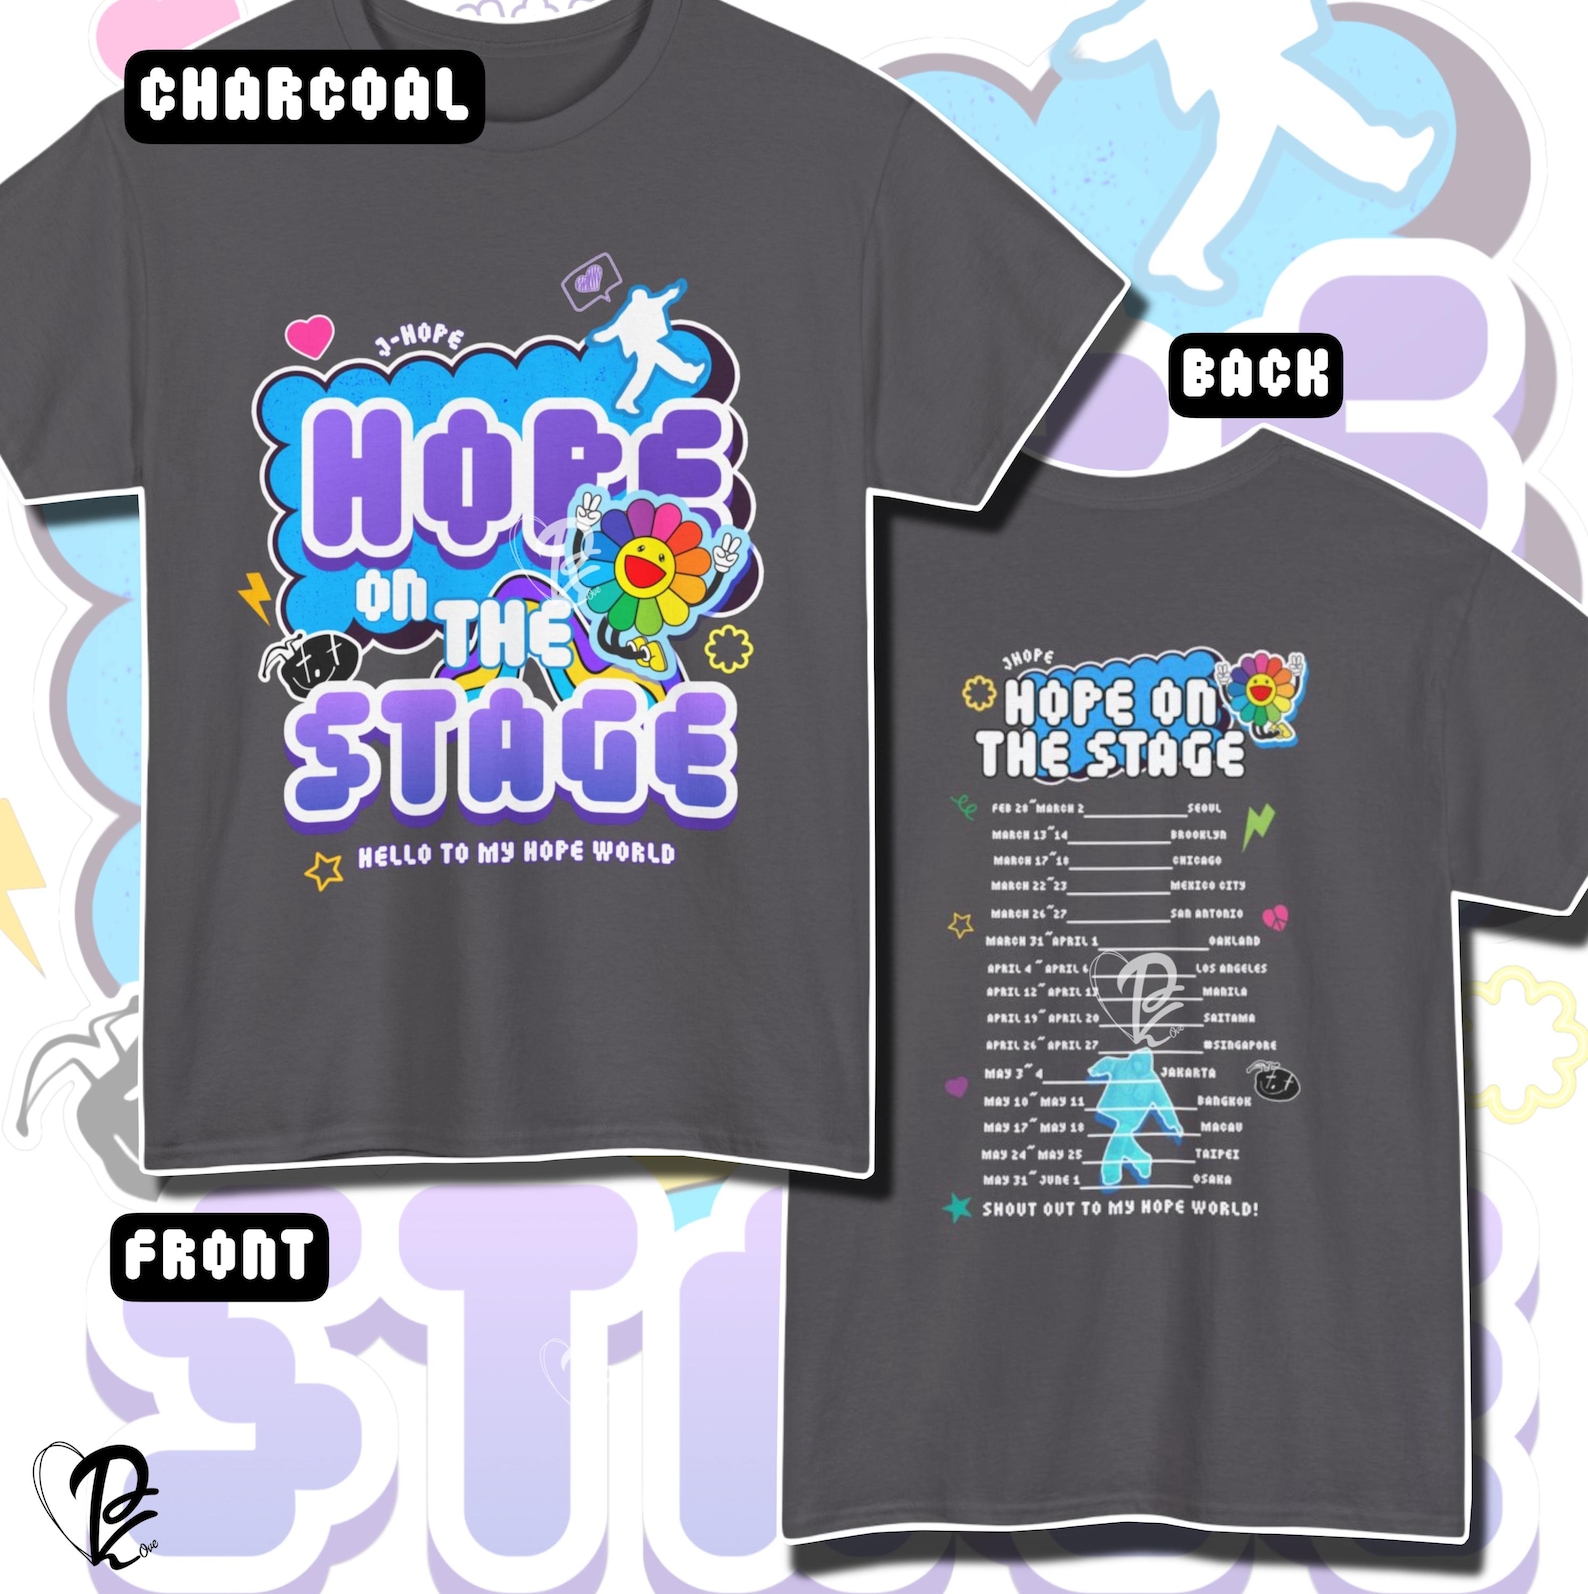 CHARCOAL
J-HOPE
HOPE
ON THE
STAGE
HELLO TO MY HOPE WORLD
FRONT
BACK
JHOPE
HOPE ON
THE STAGE
FEB 28~MARCH 2 SEOUL
MARCH 13~14 BROOKLYN
MARCH 17~18 CHICAGO
MARCH 22~23 MEXICO CITY
MARCH 26~27 SAN ANTONIO
MARCH 31~APRIL 1 OAKLAND
APRIL 4~APRIL 6 LOS ANGELES
APRIL 12~APRIL 13 MANILA
APRIL 19~APRIL 20 SAITAMA
APRIL 26~APRIL 27 #SINGAPORE
MAY 3~4 JAKARTA
MAY 10~MAY 11 BANGKOK
MAY 17~MAY 18 MACAU
MAY 24~MAY 25 TAIPEI
MAY 31~JUNE 1 OSAKA
SHOUT OUT TO MY HOPE WORLD!